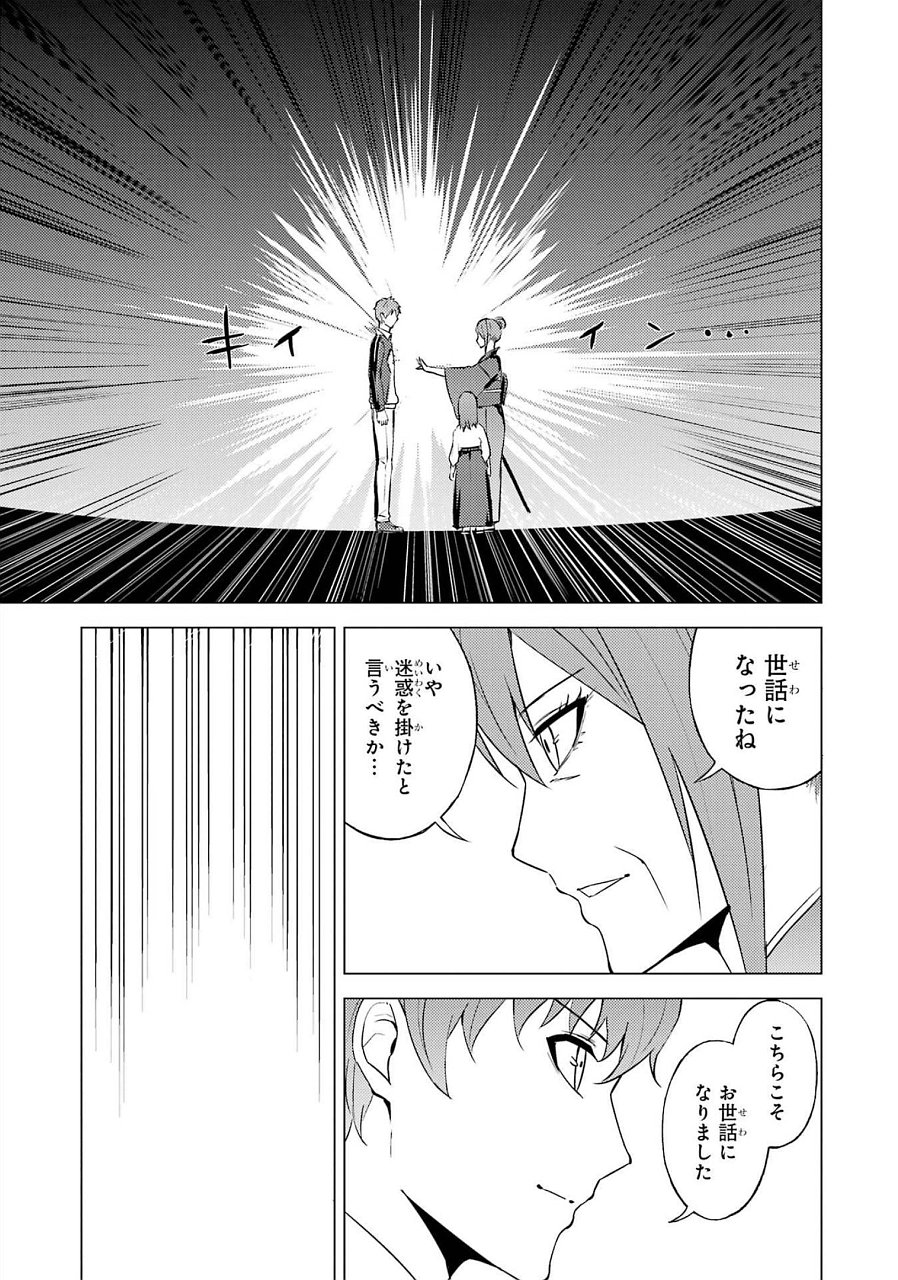 キイ
イン・・・
世話に
なったね
いや
迷惑を掛けたと
言うべきか…
こちらこそ
お世話に
なりました